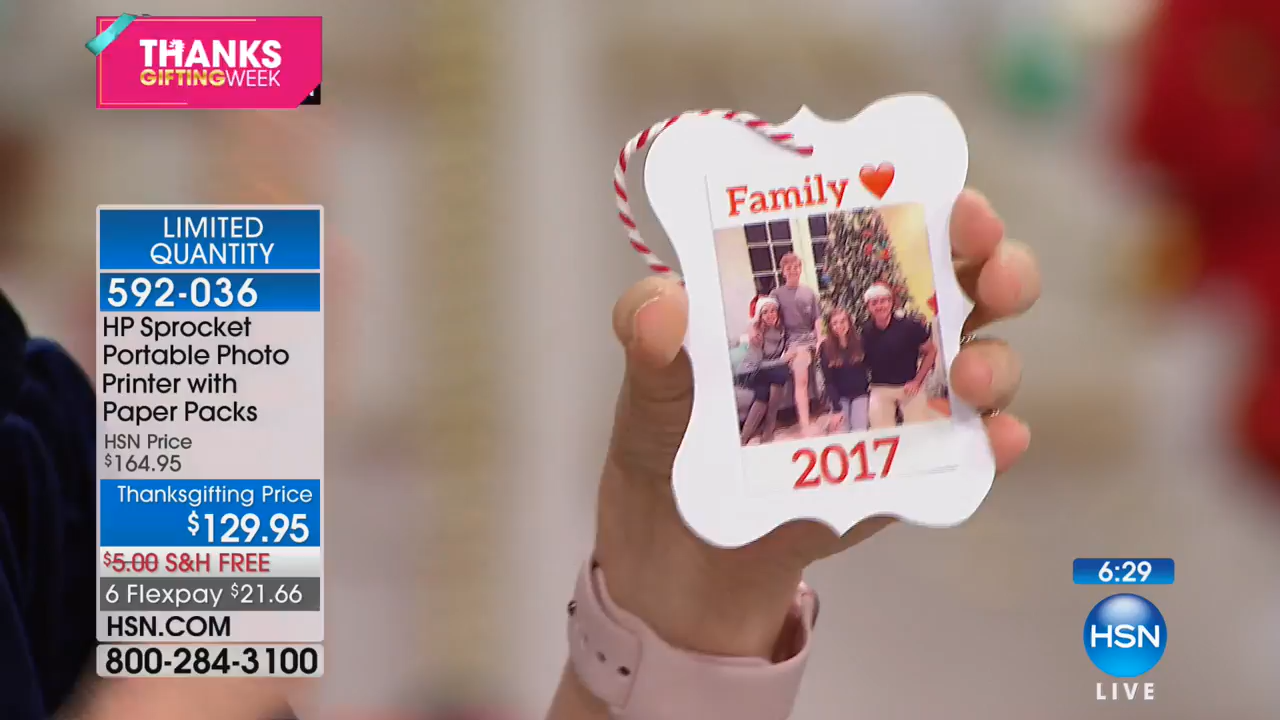 THANKS
GIFTING WEEK
LIMITED
QUANTITY
592-036
HP Sprocket
Portable Photo
Printer with
Paper Packs
HSN Price
$164.95
Thanksgifting Price
$129.95
$5.00 S&H FREE
6 Flexpay $21.66
HSN.COM
800-284-3100
Family ❤
2017
6:29
HSN
LIVE